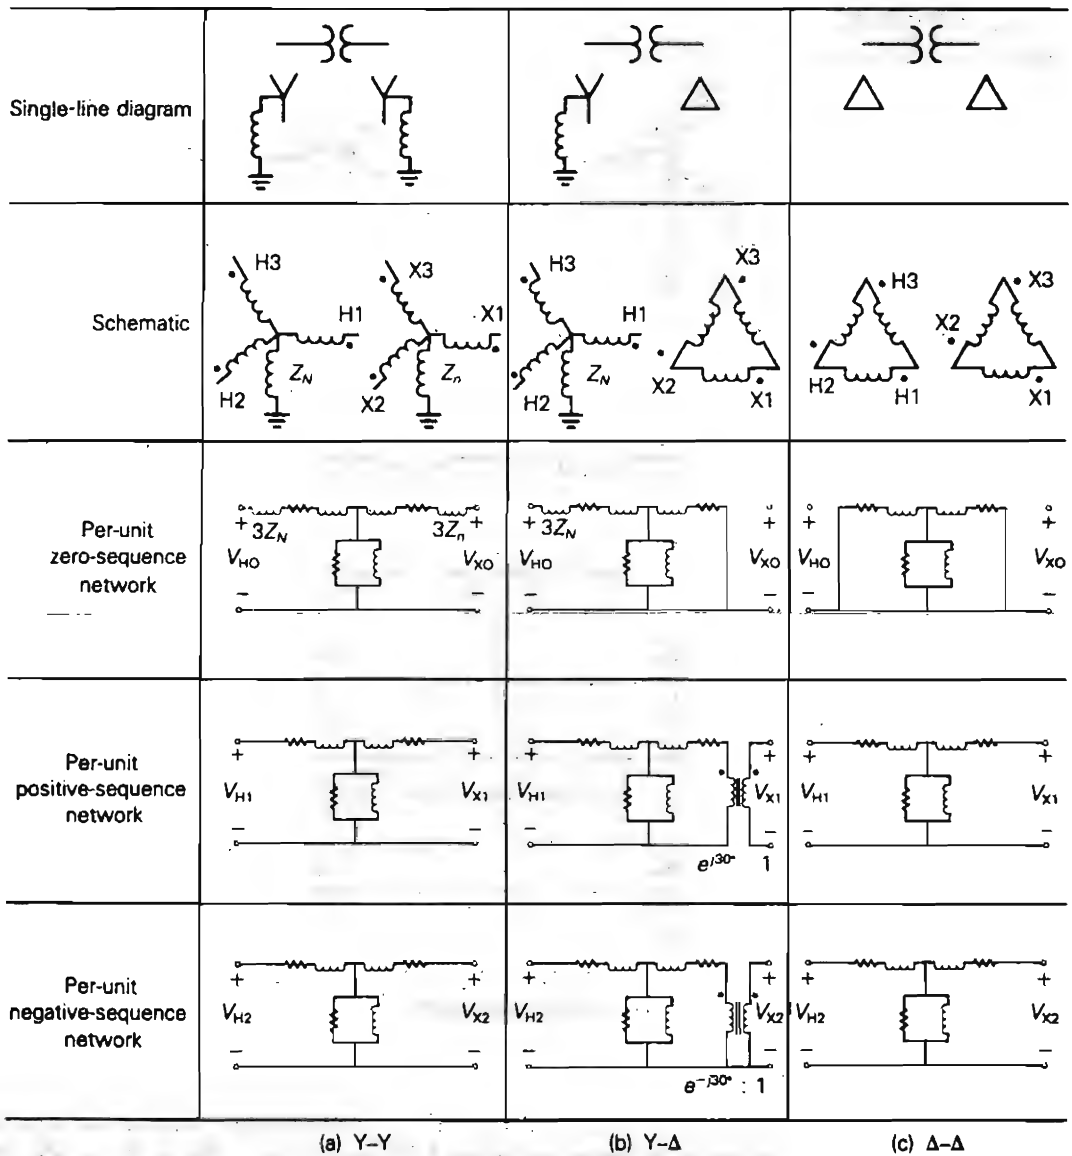 Single-line diagram
Schematic
H3
H1
H2
Z_N
X3
X1
X2
Z_n
H3
H1
H2
Z_N
X3
X2
X1
H3
H2
H1
X3
X2
X1
Per-unit
zero-sequence
network
+ 3Z_N 3Z_n +
V_H0 V_X0
− −
+ 3Z_N +
V_H0 V_X0
− −
+ +
V_H0 V_X0
− −
Per-unit
positive-sequence
network
+ +
V_H1 V_X1
− −
+ +
V_H1 V_X1
− −
e^{j30°} 1
+ +
V_H1 V_X1
− −
Per-unit
negative-sequence
network
+ +
V_H2 V_X2
− −
+ +
V_H2 V_X2
− −
e^{−j30°} : 1
+ +
V_H2 V_X2
− −
(a) Y–Y (b) Y–Δ (c) Δ–Δ